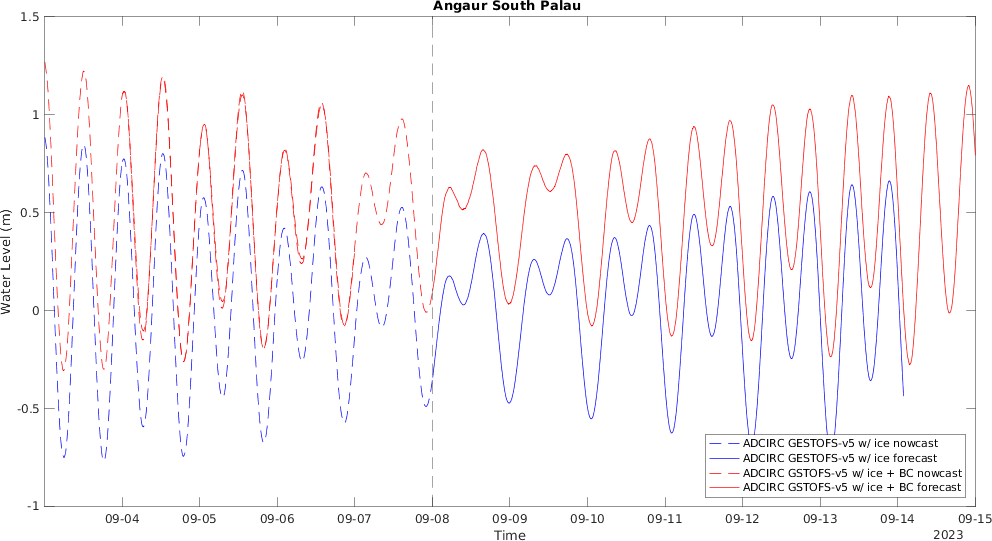 Angaur South Palau
1.5
1
0.5
0
-0.5
-1
Water Level (m)
ADCIRC GESTOFS-v5 w/ ice nowcast
ADCIRC GESTOFS-v5 w/ ice forecast
ADCIRC GSTOFS-v5 w/ ice + BC nowcast
ADCIRC GSTOFS-v5 w/ ice + BC forecast
09-04 09-05 09-06 09-07 09-08 09-09 09-10 09-11 09-12 09-13 09-14 09-15
Time
2023